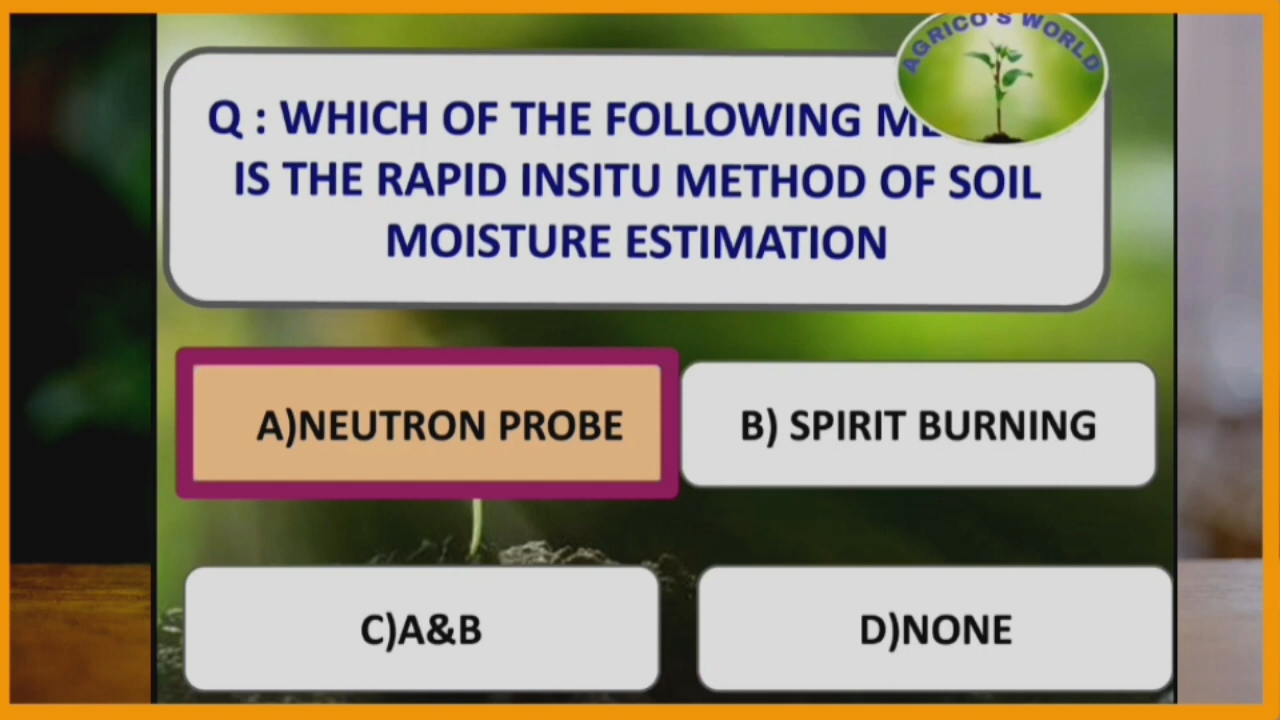 AGRICO'S WORLD
Q : WHICH OF THE FOLLOWING
IS THE RAPID INSITU METHOD OF SOIL
MOISTURE ESTIMATION
A)NEUTRON PROBE
B) SPIRIT BURNING
C)A&B
D)NONE